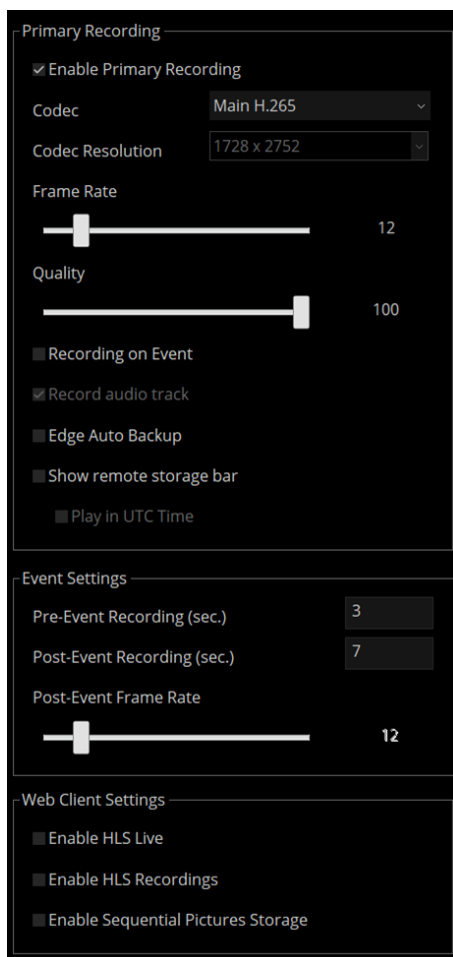 Primary Recording
Enable Primary Recording
Codec
Main H.265
Codec Resolution
1728 x 2752
Frame Rate
12
Quality
100
Recording on Event
Record audio track
Edge Auto Backup
Show remote storage bar
Play in UTC Time
Event Settings
Pre-Event Recording (sec.)
3
Post-Event Recording (sec.)
7
Post-Event Frame Rate
12
Web Client Settings
Enable HLS Live
Enable HLS Recordings
Enable Sequential Pictures Storage